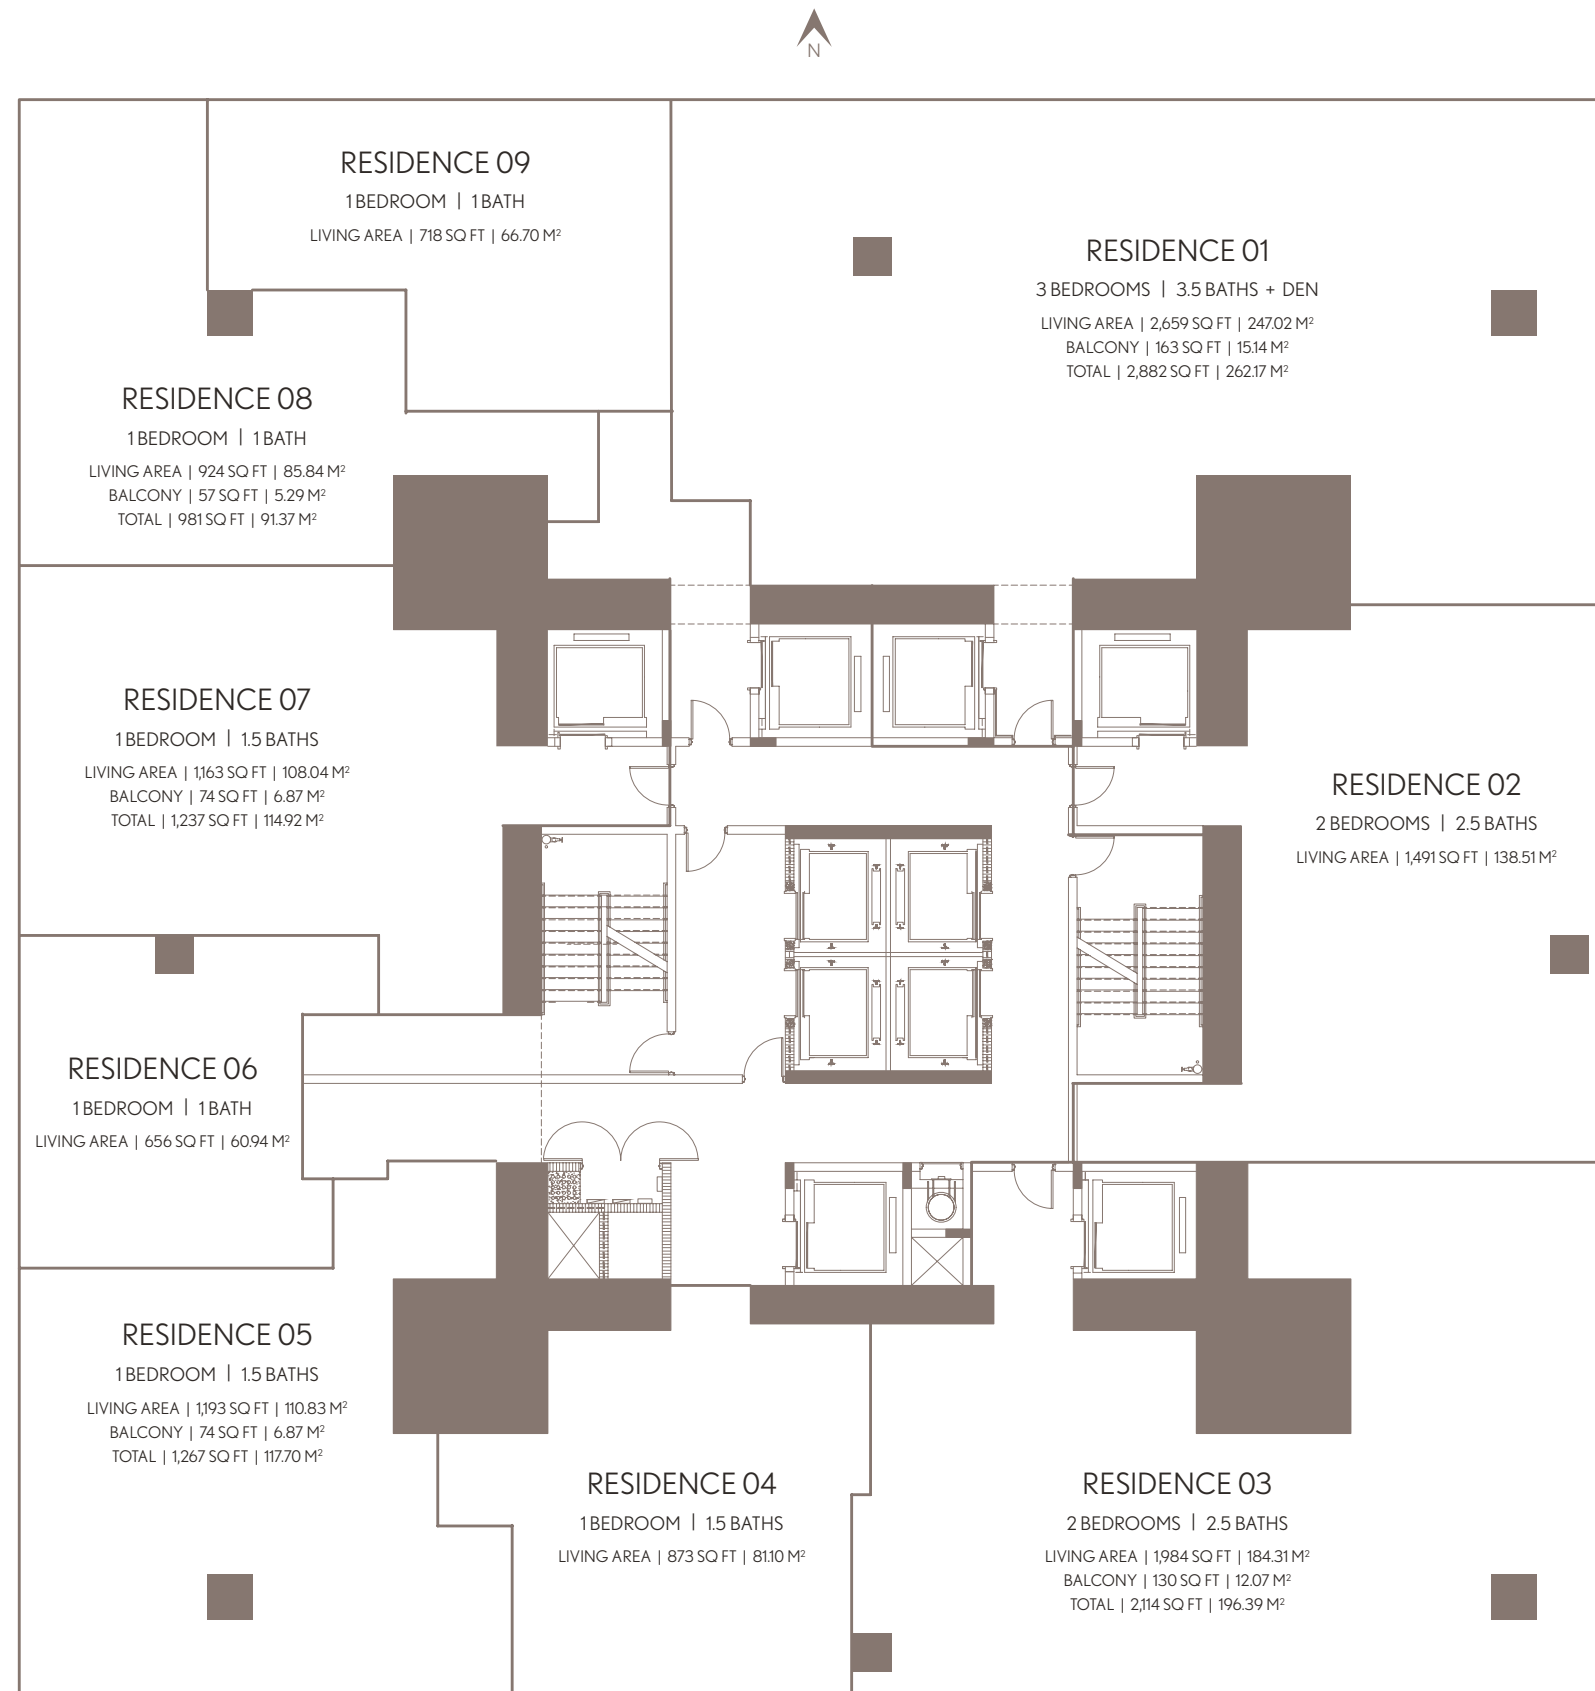 N
RESIDENCE 09
1 BEDROOM | 1 BATH
LIVING AREA | 718 SQ FT | 66.70 M²
RESIDENCE 01
3 BEDROOMS | 3.5 BATHS + DEN
LIVING AREA | 2,659 SQ FT | 247.02 M²
BALCONY | 163 SQ FT | 15.14 M²
TOTAL | 2,882 SQ FT | 262.17 M²
RESIDENCE 08
1 BEDROOM | 1 BATH
LIVING AREA | 924 SQ FT | 85.84 M²
BALCONY | 57 SQ FT | 5.29 M²
TOTAL | 981 SQ FT | 91.37 M²
RESIDENCE 07
1 BEDROOM | 1.5 BATHS
LIVING AREA | 1,163 SQ FT | 108.04 M²
BALCONY | 74 SQ FT | 6.87 M²
TOTAL | 1,237 SQ FT | 114.92 M²
RESIDENCE 02
2 BEDROOMS | 2.5 BATHS
LIVING AREA | 1,491 SQ FT | 138.51 M²
RESIDENCE 06
1 BEDROOM | 1 BATH
LIVING AREA | 656 SQ FT | 60.94 M²
RESIDENCE 05
1 BEDROOM | 1.5 BATHS
LIVING AREA | 1,193 SQ FT | 110.83 M²
BALCONY | 74 SQ FT | 6.87 M²
TOTAL | 1,267 SQ FT | 117.70 M²
RESIDENCE 04
1 BEDROOM | 1.5 BATHS
LIVING AREA | 873 SQ FT | 81.10 M²
RESIDENCE 03
2 BEDROOMS | 2.5 BATHS
LIVING AREA | 1,984 SQ FT | 184.31 M²
BALCONY | 130 SQ FT | 12.07 M²
TOTAL | 2,114 SQ FT | 196.39 M²